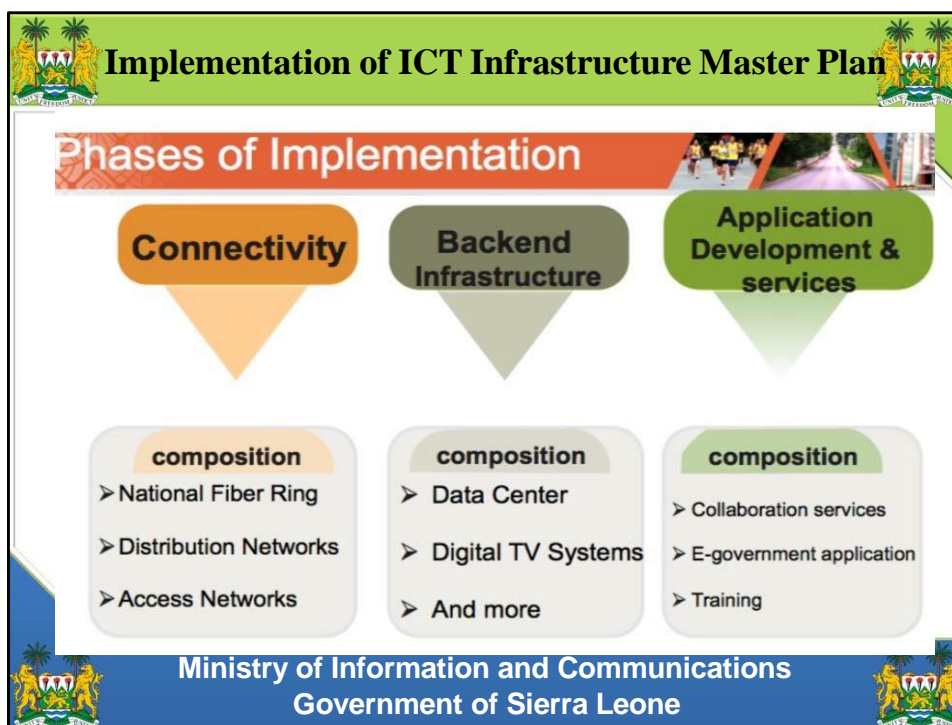 Implementation of ICT Infrastructure Master Plan
Phases of Implementation
Connectivity
composition
➢National Fiber Ring
➢Distribution Networks
➢Access Networks
Backend
Infrastructure
composition
➢ Data Center
➢ Digital TV Systems
➢ And more
Application
Development &
services
composition
➢ Collaboration services
➢ E-government application
➢ Training
Ministry of Information and Communications
Government of Sierra Leone